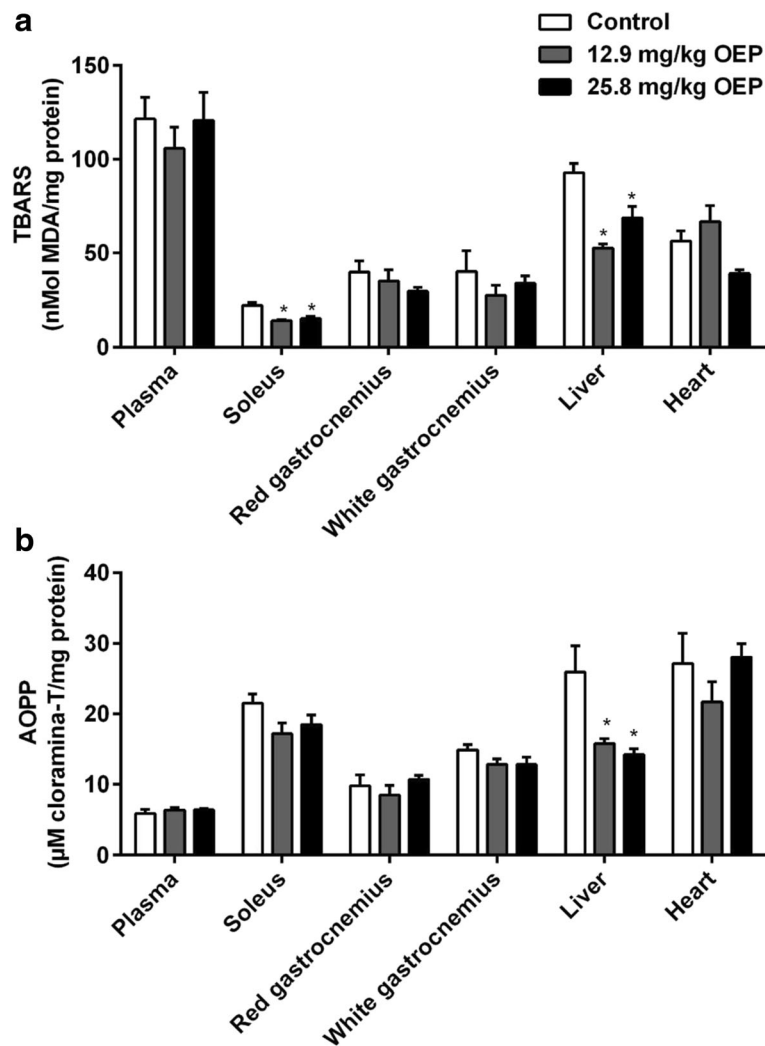 a
Control
12.9 mg/kg OEP
25.8 mg/kg OEP
TBARS
(nMol MDA/mg protein)
150
100
50
0
* * * *
Plasma
Soleus
Red gastrocnemius
White gastrocnemius
Liver
Heart
b
AOPP
(µM cloramina-T/mg proteín)
40
30
20
10
0
* *
Plasma
Soleus
Red gastrocnemius
White gastrocnemius
Liver
Heart